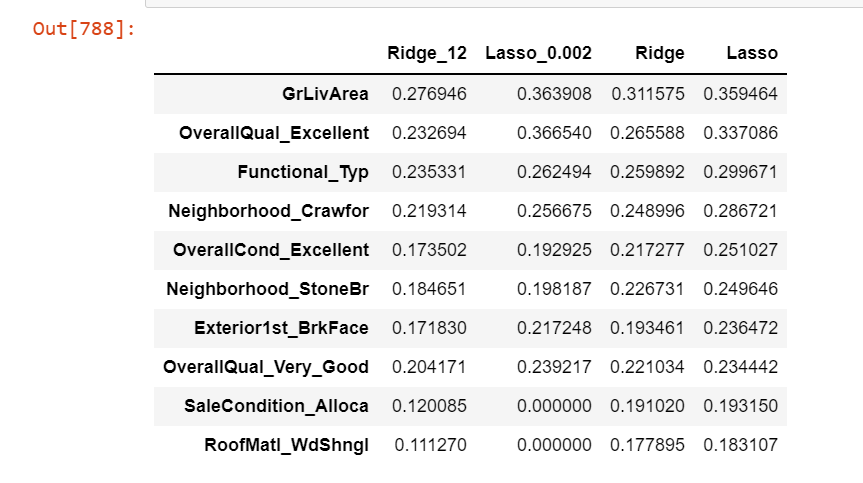 Out[788]:
Ridge_12 Lasso_0.002 Ridge Lasso
GrLivArea 0.276946 0.363908 0.311575 0.359464
OverallQual_Excellent 0.232694 0.366540 0.265588 0.337086
Functional_Typ 0.235331 0.262494 0.259892 0.299671
Neighborhood_Crawfor 0.219314 0.256675 0.248996 0.286721
OverallCond_Excellent 0.173502 0.192925 0.217277 0.251027
Neighborhood_StoneBr 0.184651 0.198187 0.226731 0.249646
Exterior1st_BrkFace 0.171830 0.217248 0.193461 0.236472
OverallQual_Very_Good 0.204171 0.239217 0.221034 0.234442
SaleCondition_Alloca 0.120085 0.000000 0.191020 0.193150
RoofMatl_WdShngl 0.111270 0.000000 0.177895 0.183107